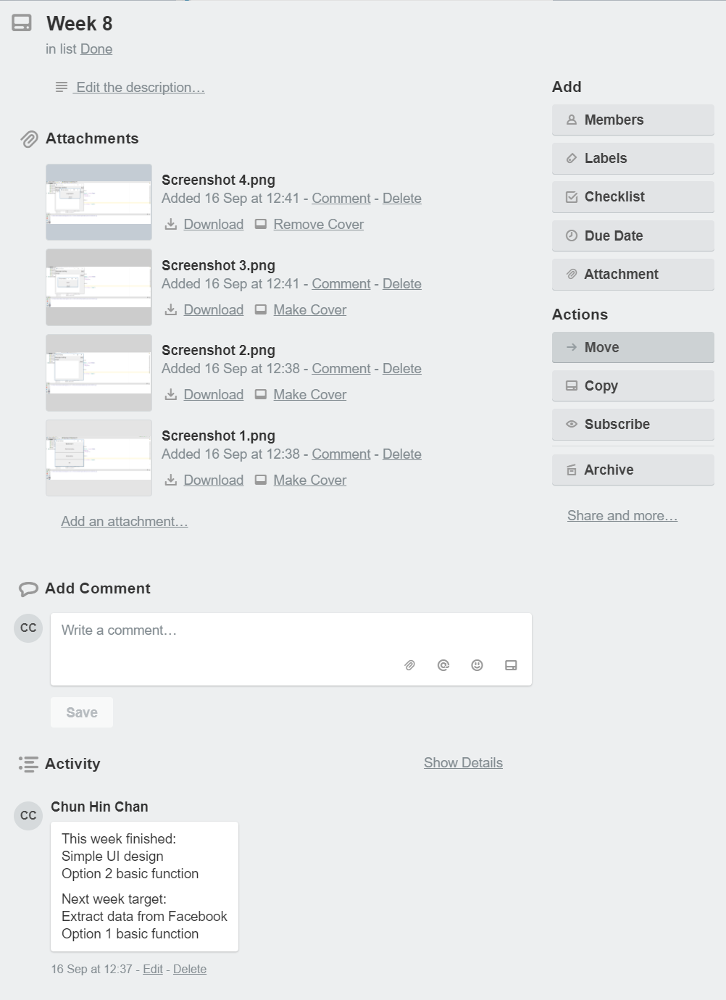 Week 8
in list Done
Edit the description…
Attachments
Screenshot 4.png
Added 16 Sep at 12:41 - Comment - Delete
Download Remove Cover
Screenshot 3.png
Added 16 Sep at 12:41 - Comment - Delete
Download Make Cover
Screenshot 2.png
Added 16 Sep at 12:38 - Comment - Delete
Download Make Cover
Screenshot 1.png
Added 16 Sep at 12:38 - Comment - Delete
Download Make Cover
Add an attachment…
Add
Members
Labels
Checklist
Due Date
Attachment
Actions
Move
Copy
Subscribe
Archive
Share and more…
Add Comment
CC
Write a comment…
Save
Activity
Show Details
CC
Chun Hin Chan
This week finished:
Simple UI design
Option 2 basic function
Next week target:
Extract data from Facebook
Option 1 basic function
16 Sep at 12:37 - Edit - Delete